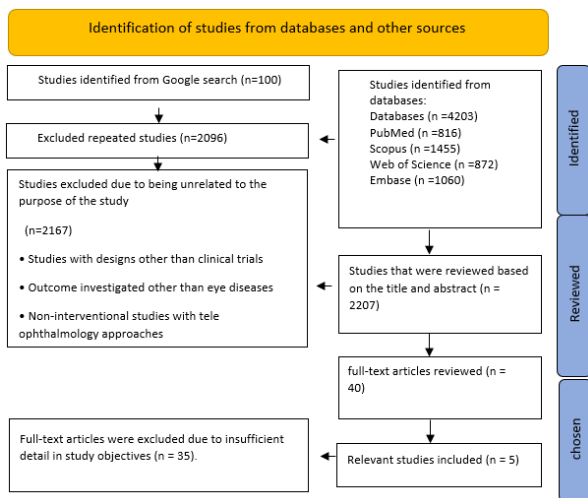 Identification of studies from databases and other sources
Studies identified from Google search (n=100)
Excluded repeated studies (n=2096)
Studies excluded due to being unrelated to the
purpose of the study
(n=2167)
• Studies with designs other than clinical trials
• Outcome investigated other than eye diseases
• Non-interventional studies with tele
ophthalmology approaches
Studies identified from
databases:
Databases (n =4203)
PubMed (n =816)
Scopus (n =1455)
Web of Science (n =872)
Embase (n =1060)
Identified
Studies that were reviewed based
on the title and abstract (n =
2207)
Reviewed
full-text articles reviewed (n =
40)
Full-text articles were excluded due to insufficient
detail in study objectives (n = 35).
Relevant studies included (n = 5)
chosen